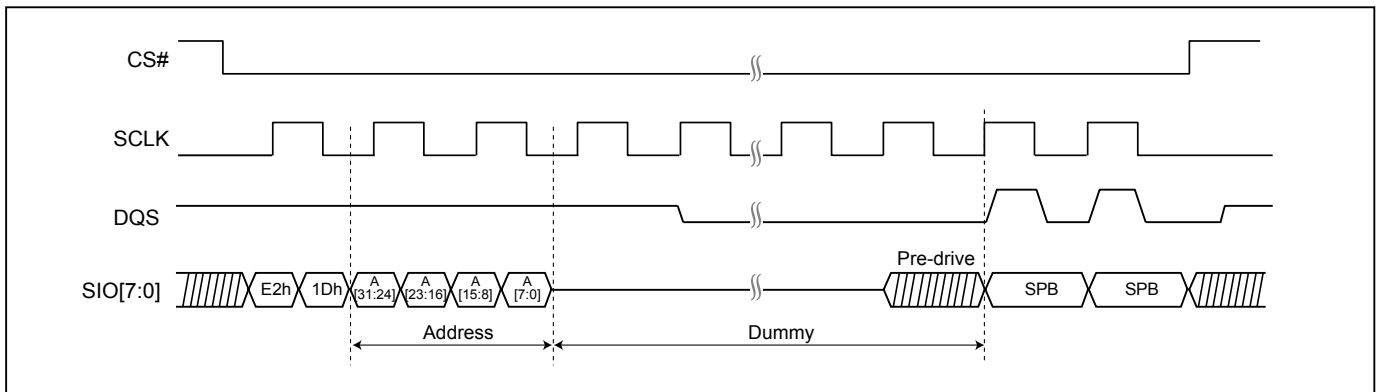 CS#
SCLK
DQS
Pre-drive
SIO[7:0]
E2h
1Dh
A
[31:24]
A
[23:16]
A
[15:8]
A
[7:0]
SPB
SPB
Address
Dummy